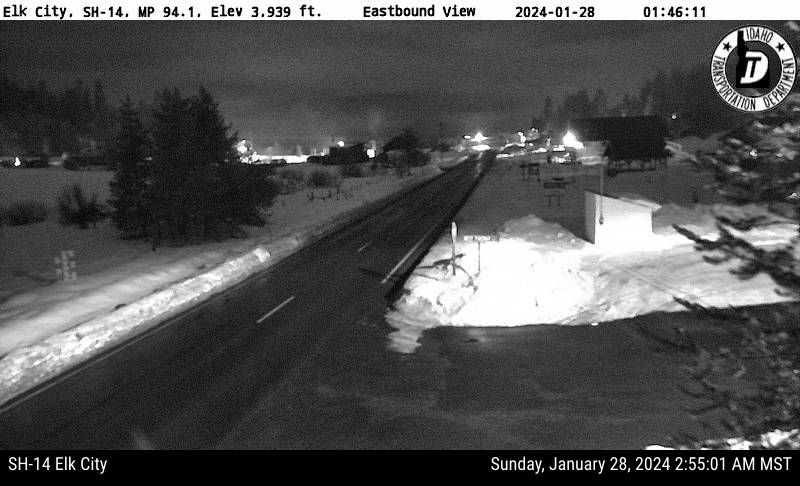 Elk City, SH-14, MP 94.1, Elev 3,939 ft. Eastbound View 2024-01-28 01:46:11
IDAHO
TRANSPORTATION DEPARTMENT
SH-14 Elk City Sunday, January 28, 2024 2:55:01 AM MST